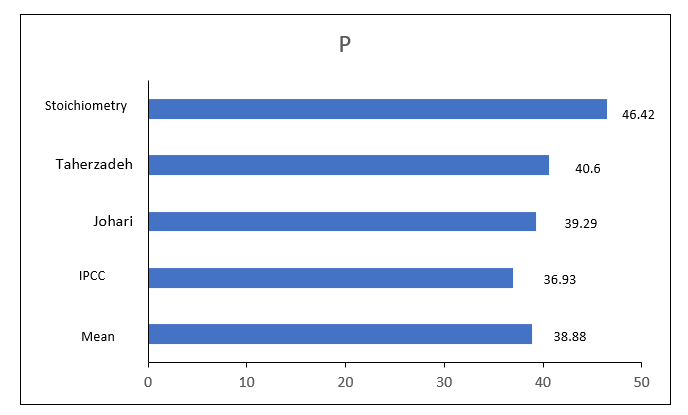 P
Stoichiometry
46.42
Taherzadeh
40.6
Johari
39.29
IPCC
36.93
Mean
38.88
0 10 20 30 40 50